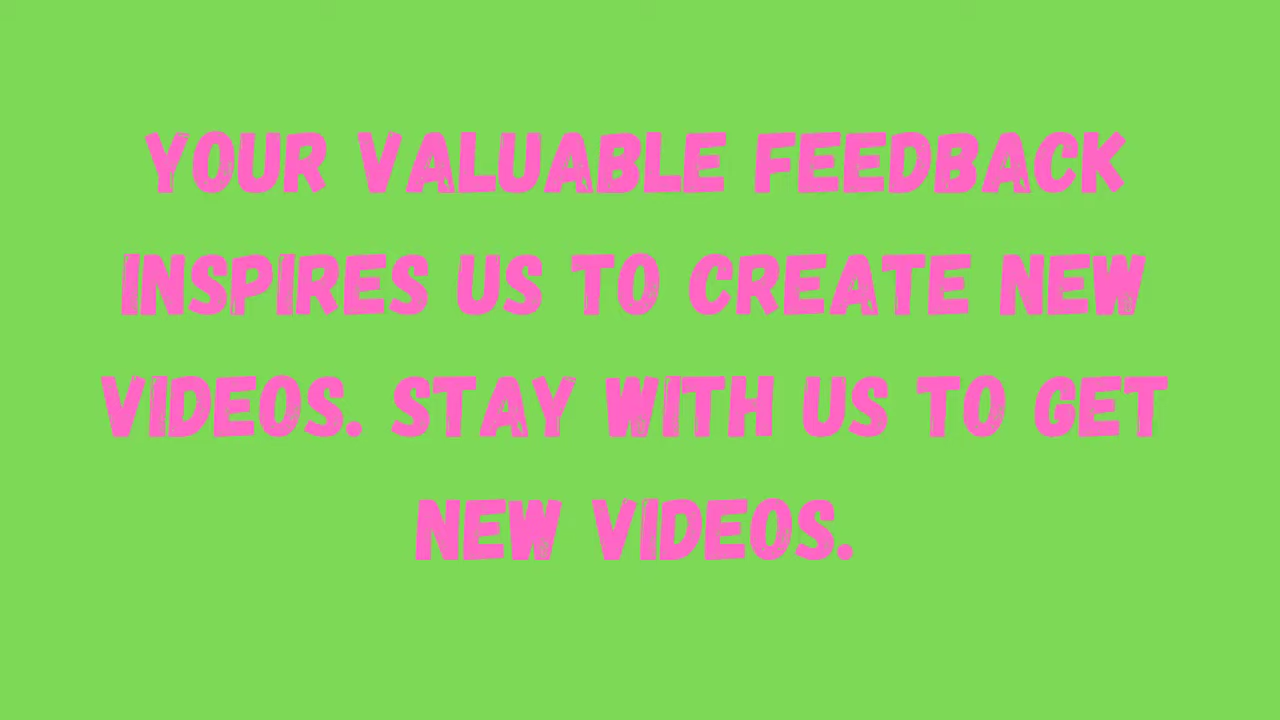 YOUR VALUABLE FEEDBACK
INSPIRES US TO CREATE NEW
VIDEOS. STAY WITH US TO GET
NEW VIDEOS.